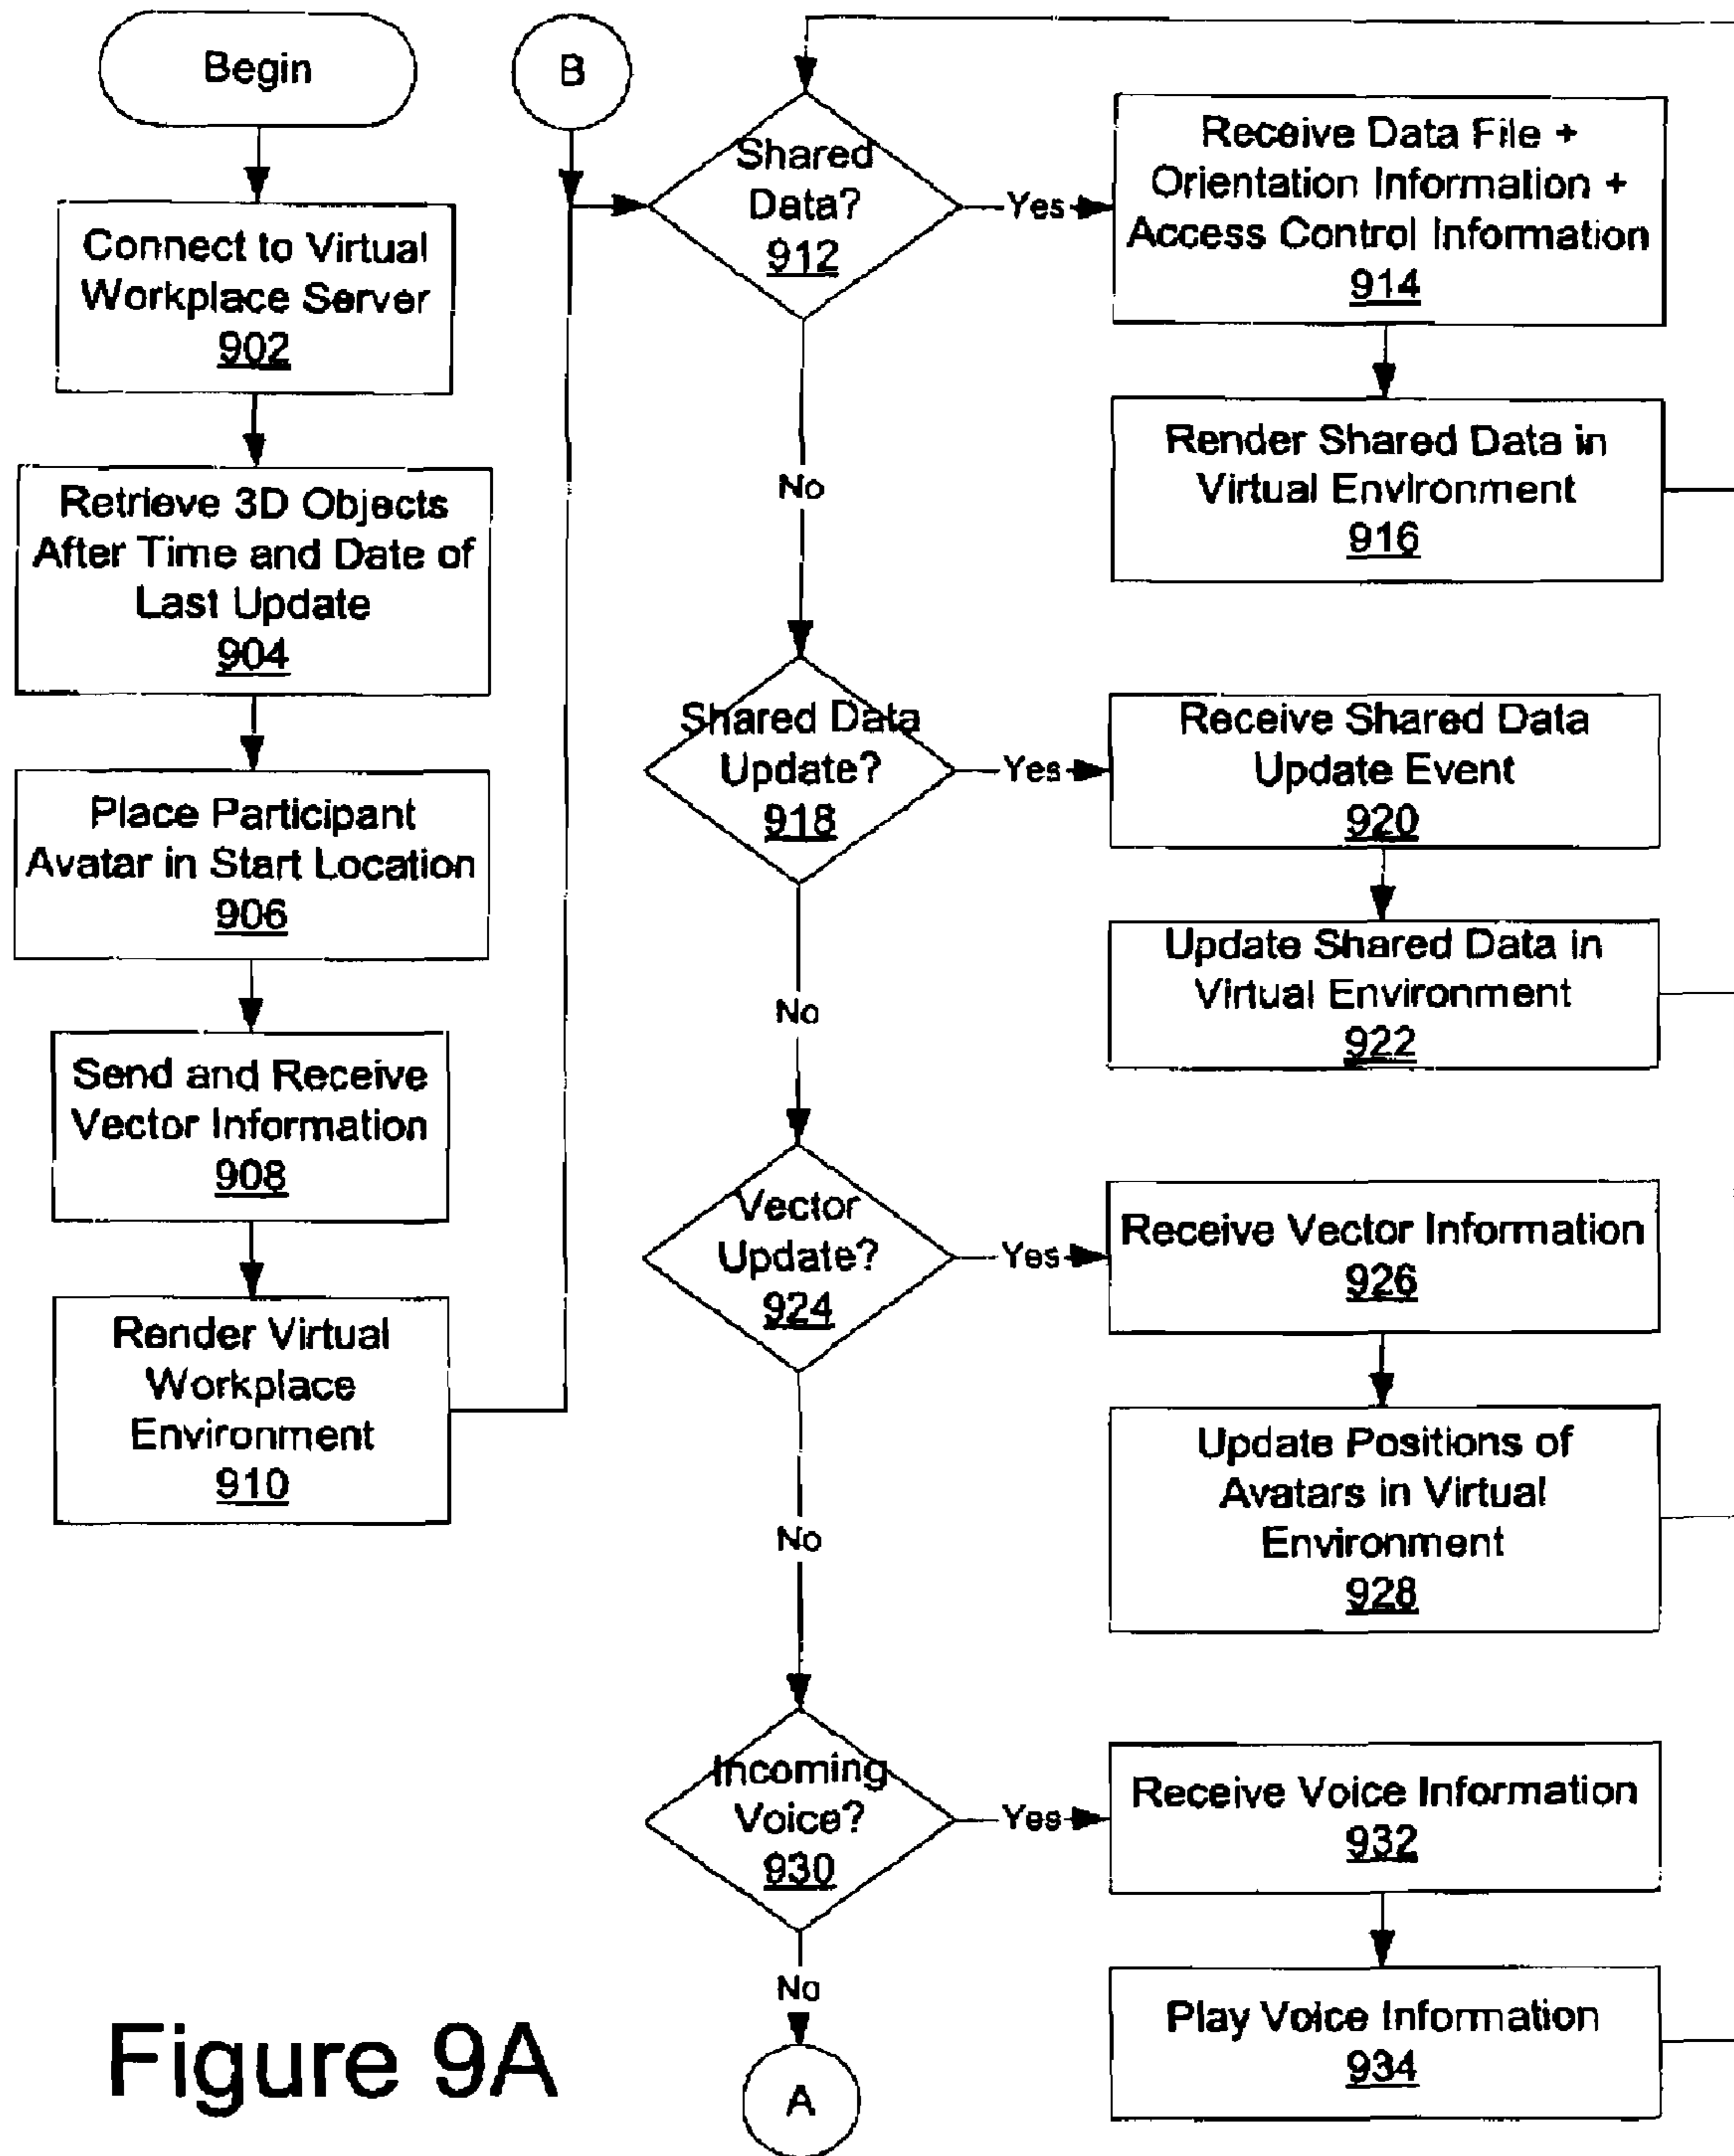 Begin
Connect to Virtual
Workplace Server
902
Retrieve 3D Objects
After Time and Date of
Last Update
904
Place Participant
Avatar in Start Location
906
Send and Receive
Vector Information
908
Render Virtual
Workplace
Environment
910
B
Shared
Data?
912
Yes
Receive Data File +
Orientation Information +
Access Control Information
914
Render Shared Data in
Virtual Environment
916
No
Shared Data
Update?
918
Yes
Receive Shared Data
Update Event
920
Update Shared Data in
Virtual Environment
922
No
Vector
Update?
924
Yes
Receive Vector Information
926
Update Positions of
Avatars in Virtual
Environment
928
No
Incoming
Voice?
930
Yes
Receive Voice Information
932
Play Voice Information
934
No
A
Figure 9A